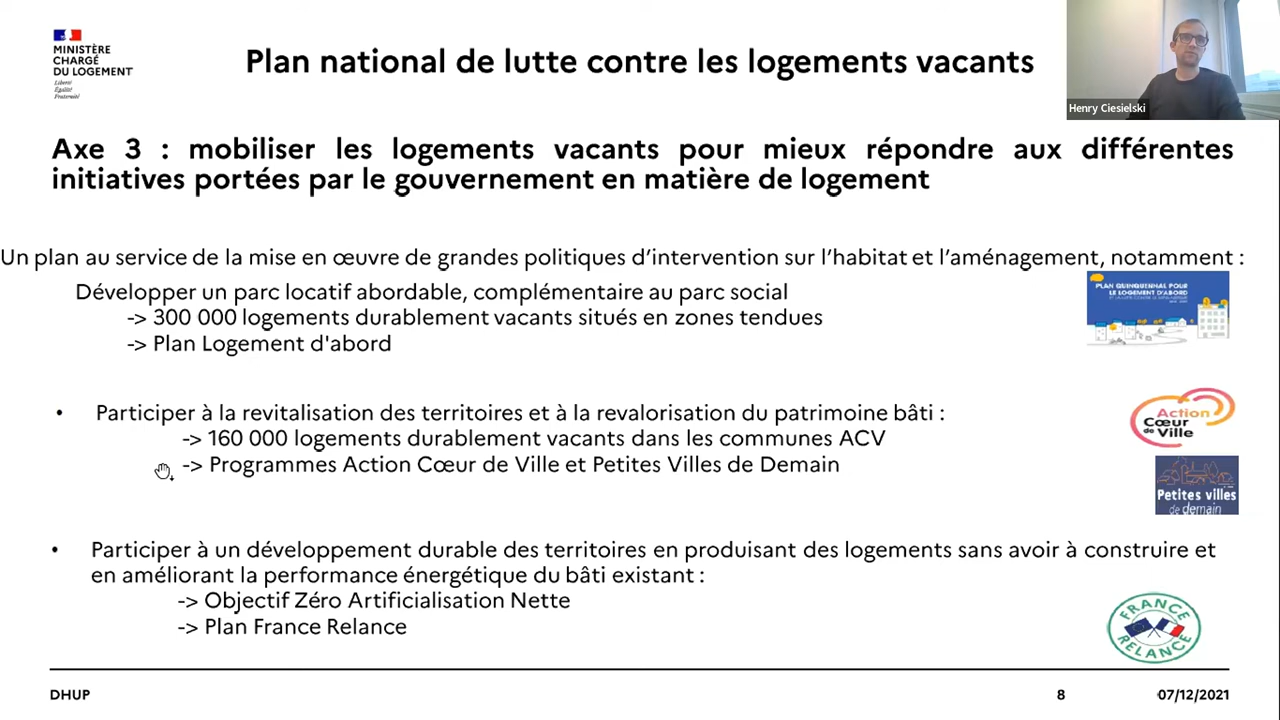 MINISTÈRE
CHARGÉ
DU LOGEMENT
Liberté
Égalité
Fraternité
Plan national de lutte contre les logements vacants
Henry Ciesielski
Axe 3 : mobiliser les logements vacants pour mieux répondre aux différentes
initiatives portées par le gouvernement en matière de logement
Un plan au service de la mise en œuvre de grandes politiques d’intervention sur l’habitat et l’aménagement, notamment :
Développer un parc locatif abordable, complémentaire au parc social
-> 300 000 logements durablement vacants situés en zones tendues
-> Plan Logement d'abord
PLAN QUINQUENNAL POUR
LE LOGEMENT D'ABORD
• Participer à la revitalisation des territoires et à la revalorisation du patrimoine bâti :
-> 160 000 logements durablement vacants dans les communes ACV
-> Programmes Action Cœur de Ville et Petites Villes de Demain
Action
Cœur
de Ville
Petites villes
de demain
• Participer à un développement durable des territoires en produisant des logements sans avoir à construire et
en améliorant la performance énergétique du bâti existant :
-> Objectif Zéro Artificialisation Nette
-> Plan France Relance
FRANCE
RELANCE
DHUP
8
07/12/2021